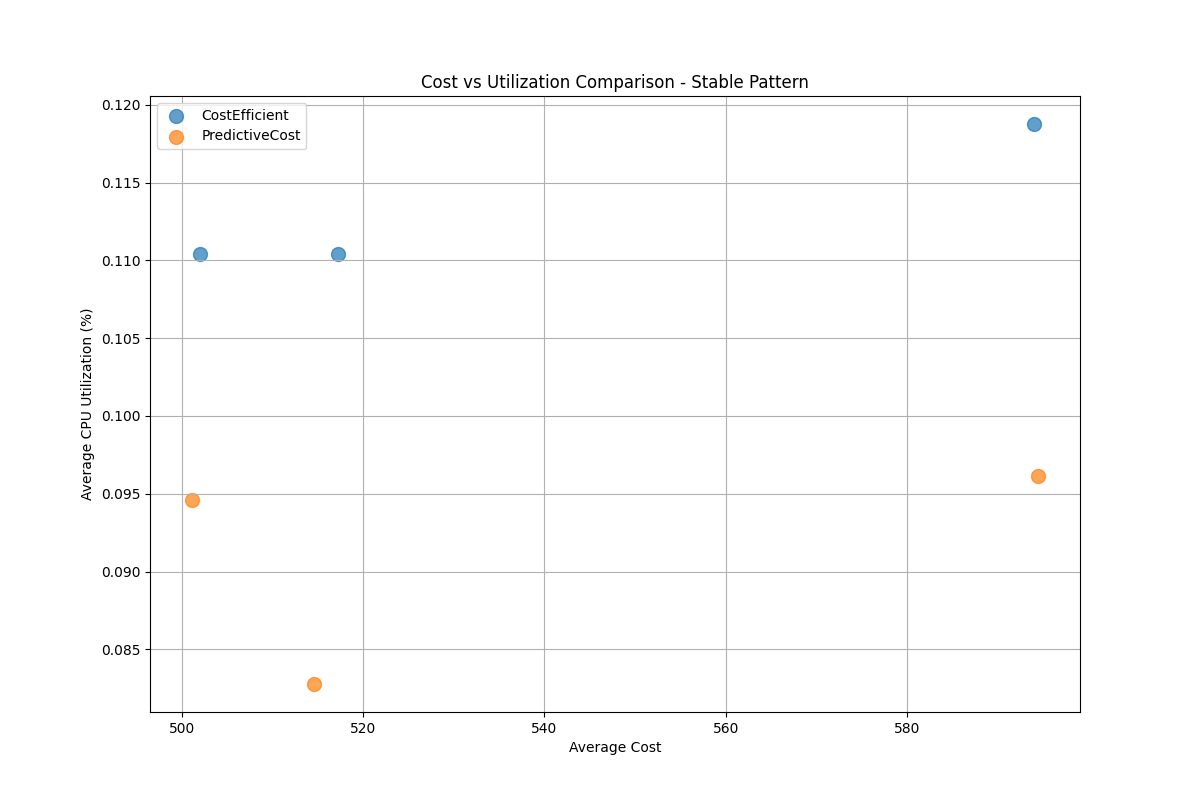 Cost vs Utilization Comparison - Stable Pattern
CostEfficient
PredictiveCost
Average CPU Utilization (%)
0.120
0.115
0.110
0.105
0.100
0.095
0.090
0.085
500 520 540 560 580
Average Cost